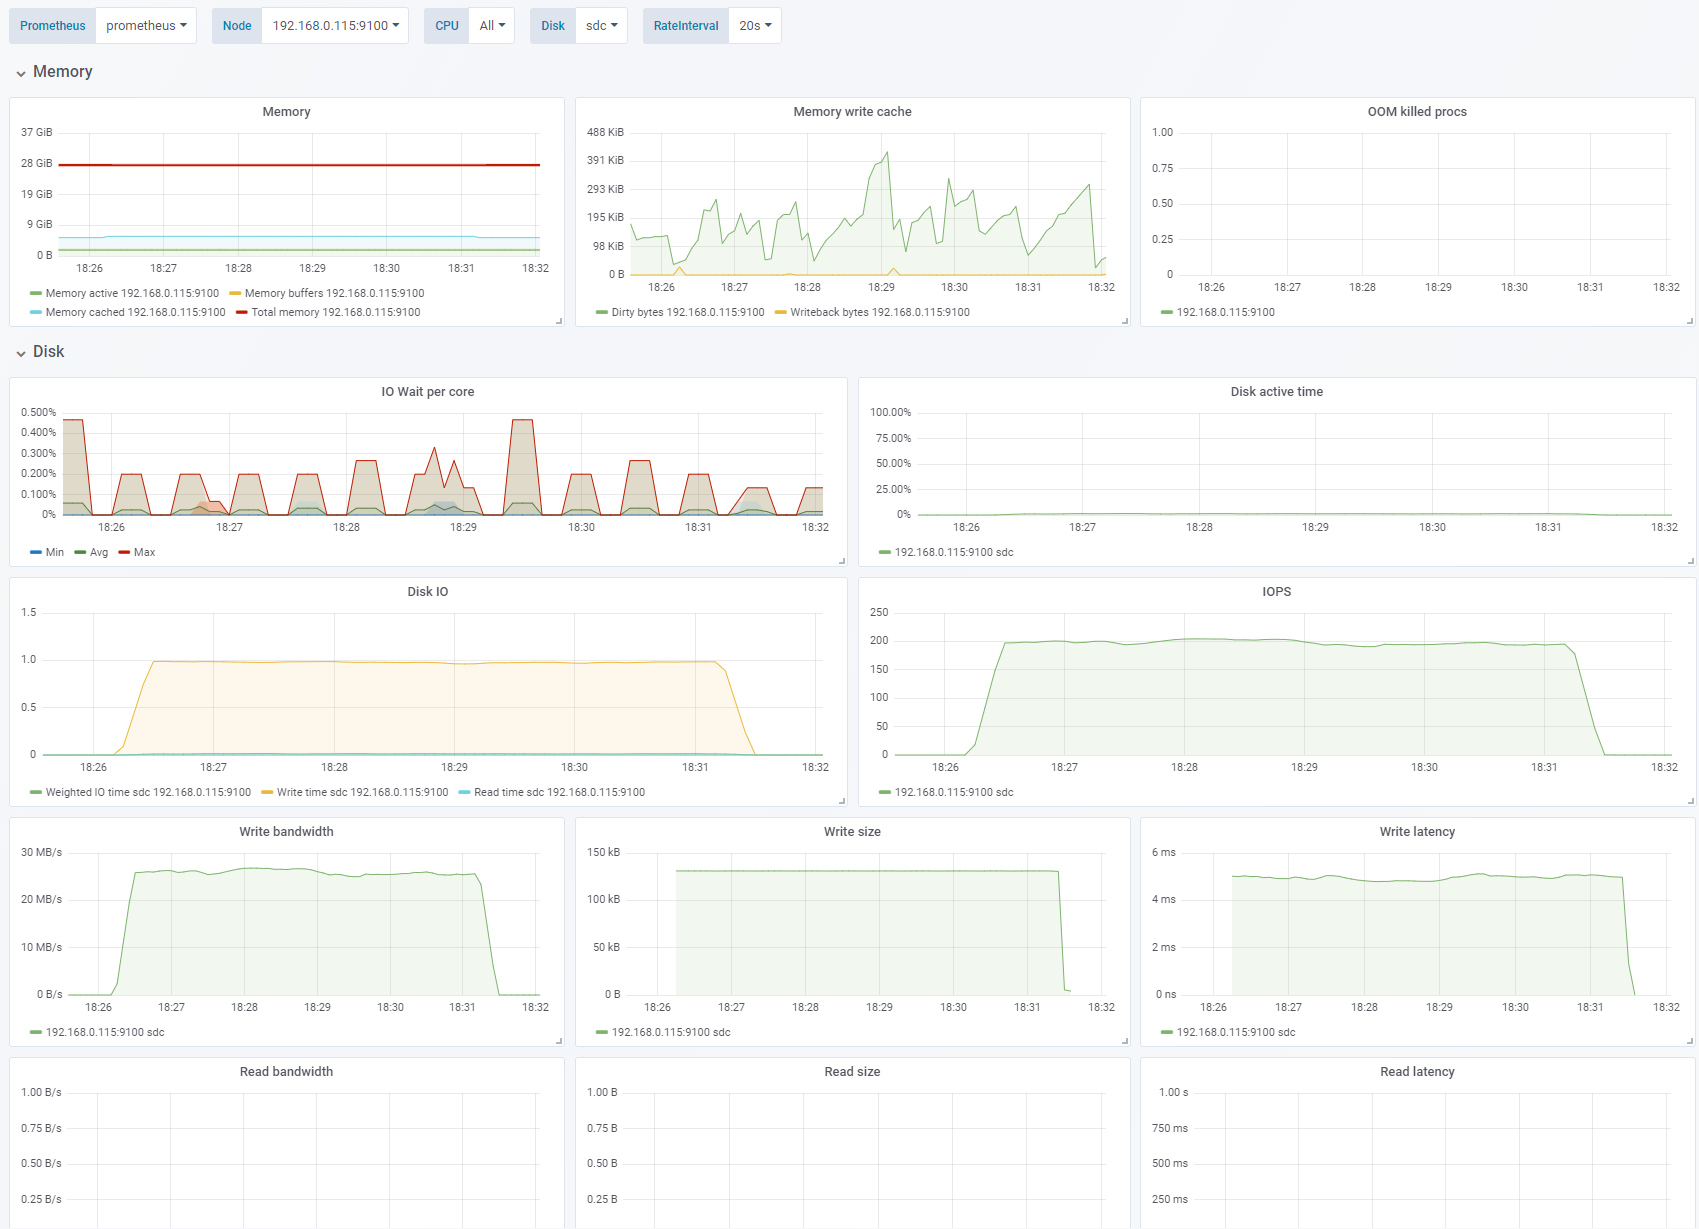 Prometheus prometheus Node 192.168.0.115:9100 CPU All Disk sdc RateInterval 20s
Memory
Memory
37 GiB
28 GiB
19 GiB
9 GiB
0 B
18:26 18:27 18:28 18:29 18:30 18:31 18:32
Memory active 192.168.0.115:9100 Memory buffers 192.168.0.115:9100
Memory cached 192.168.0.115:9100 Total memory 192.168.0.115:9100
Memory write cache
488 KiB
391 KiB
293 KiB
195 KiB
98 KiB
0 B
18:26 18:27 18:28 18:29 18:30 18:31 18:32
Dirty bytes 192.168.0.115:9100 Writeback bytes 192.168.0.115:9100
OOM killed procs
1.00
0.75
0.50
0.25
0
18:26 18:27 18:28 18:29 18:30 18:31 18:32
192.168.0.115:9100
Disk
IO Wait per core
0.500%
0.400%
0.300%
0.200%
0.100%
0%
18:26 18:27 18:28 18:29 18:30 18:31 18:32
Min Avg Max
Disk active time
100.00%
75.00%
50.00%
25.00%
0%
18:26 18:27 18:28 18:29 18:30 18:31 18:32
192.168.0.115:9100 sdc
Disk IO
1.5
1.0
0.5
0
18:26 18:27 18:28 18:29 18:30 18:31 18:32
Weighted IO time sdc 192.168.0.115:9100 Write time sdc 192.168.0.115:9100 Read time sdc 192.168.0.115:9100
IOPS
250
200
150
100
50
0
18:26 18:27 18:28 18:29 18:30 18:31 18:32
192.168.0.115:9100 sdc
Write bandwidth
30 MB/s
20 MB/s
10 MB/s
0 B/s
18:26 18:27 18:28 18:29 18:30 18:31 18:32
192.168.0.115:9100 sdc
Write size
150 kB
100 kB
50 kB
0 B
18:26 18:27 18:28 18:29 18:30 18:31 18:32
192.168.0.115:9100 sdc
Write latency
6 ms
4 ms
2 ms
0 ns
18:26 18:27 18:28 18:29 18:30 18:31 18:32
192.168.0.115:9100 sdc
Read bandwidth
1.00 B/s
0.75 B/s
0.50 B/s
0.25 B/s
Read size
1.00 B
0.75 B
0.50 B
0.25 B
Read latency
1.00 s
750 ms
500 ms
250 ms